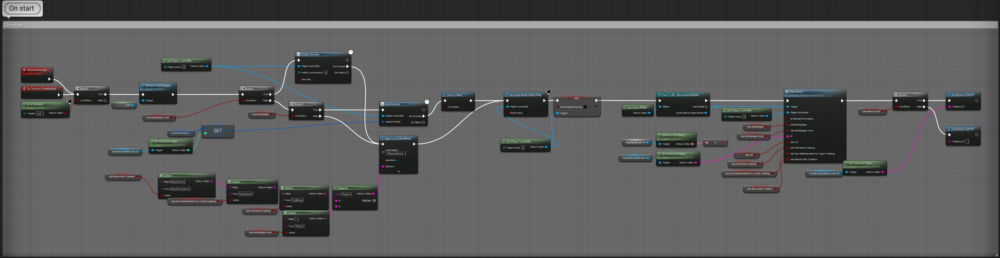 On start
On start
OnEnterPressed
Custom Event
On Clicked (StartButton)
Is in Viewport
Target is Widget
Target self
Return Value
Branch
True
Condition
False
Self
Remove from Parent
Target is Widget
Target
Get Player Controller
Player Index 0
Return Value
Use Multiplayer Host
Found Sessions
GET
Get Selected Index
Target is ComboBox (String)
Target
Return Value
Sessions Combo Box
Branch
True
Condition
False
Use Multiplayer
Branch
True
Condition
False
Create Session
Player Controller
On Success
Public Connections 4
On Failure
Use LAN
Join Session
Player Controller
On Success
Search Result
On Failure
Open Level (by Name)
Level Name
ManusDemo
Absolute
Options
Use Glove with Trackers
Select
False HandsTwo
Return Value
True HandsTrackers
Index
Use One Skeletal Mesh for Hand Tracking
Select
False
Return Value
True HandsOne
Index
Use Full Body Tracking
Select
False
Return Value
True FullBody
Index
Select
False
Return Value
True ?listen
Index
Use Multiplayer Host
Append
A Pawn=
Return Value
B
Add pin
C
Set as Client
P Is Client
Set Input Mode Game Only
Player Controller
Flush Input
Get Player Controller
Player Index 0
Return Value
SET
Show Mouse Cursor
Target
Get Game Mode
Return Value
Cast To BP_ManusGameMode
Object
Cast Failed
As BP Manus Game Mode
Get Player Controller
Player Index 0
Return Value
Use Multiplayer
Use Multiplayer Host
Play Mode Join IP
GetText (Text Box)
Target is Text Box
Target
Return Value
Sessions Combo Box
Get Selected Option
Target is ComboBox (String)
Target
Return Value
Use VR
Use Full Body Tracking
Use One Skeletal Mesh for Hand Tracking
Use Glove with Trackers
Start Demo
Target is BP Manus Game Mode
Target
Player Controller
Is Started from Menu
Use Multiplayer
Use Multiplayer Host
IP
Use VR
Use Full Body Tracking
Use One Skeletal Mesh for Hand Tracking
Use Gloves with Trackers
Combo Box Manus Host
Get Selected Option
Target is ComboBox (String)
Target
Return Value
Use Manus Host
Branch
True
Condition
False
Set Manus Core IP
P Manus IP
Set Manus Core IP
P Manus IP